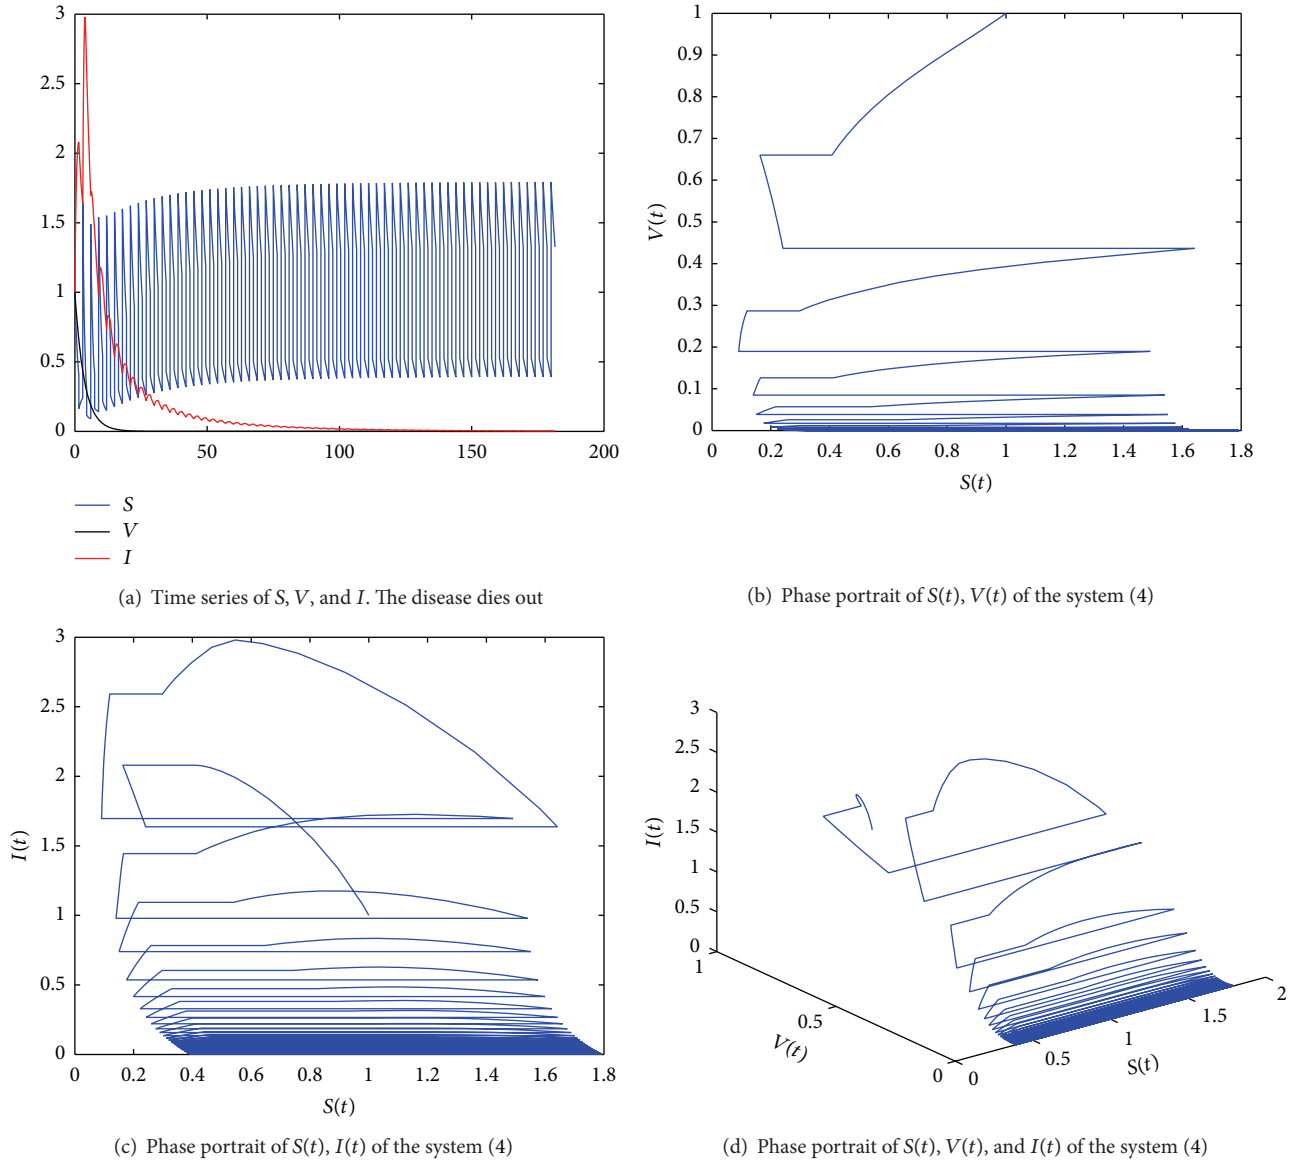 3
2.5
2
1.5
1
0.5
0
0 50 100 150 200
S
V
I
(a) Time series of S, V, and I. The disease dies out
1
0.9
0.8
0.7
0.6
0.5
0.4
0.3
0.2
0.1
0
V(t)
0 0.2 0.4 0.6 0.8 1 1.2 1.4 1.6 1.8
S(t)
(b) Phase portrait of S(t), V(t) of the system (4)
3
2.5
2
1.5
1
0.5
0
I(t)
0 0.2 0.4 0.6 0.8 1 1.2 1.4 1.6 1.8
S(t)
(c) Phase portrait of S(t), I(t) of the system (4)
3
2.5
2
1.5
1
0.5
0
I(t)
1
0.5
0
V(t)
0
0.5
1
1.5
2
S(t)
(d) Phase portrait of S(t), V(t), and I(t) of the system (4)